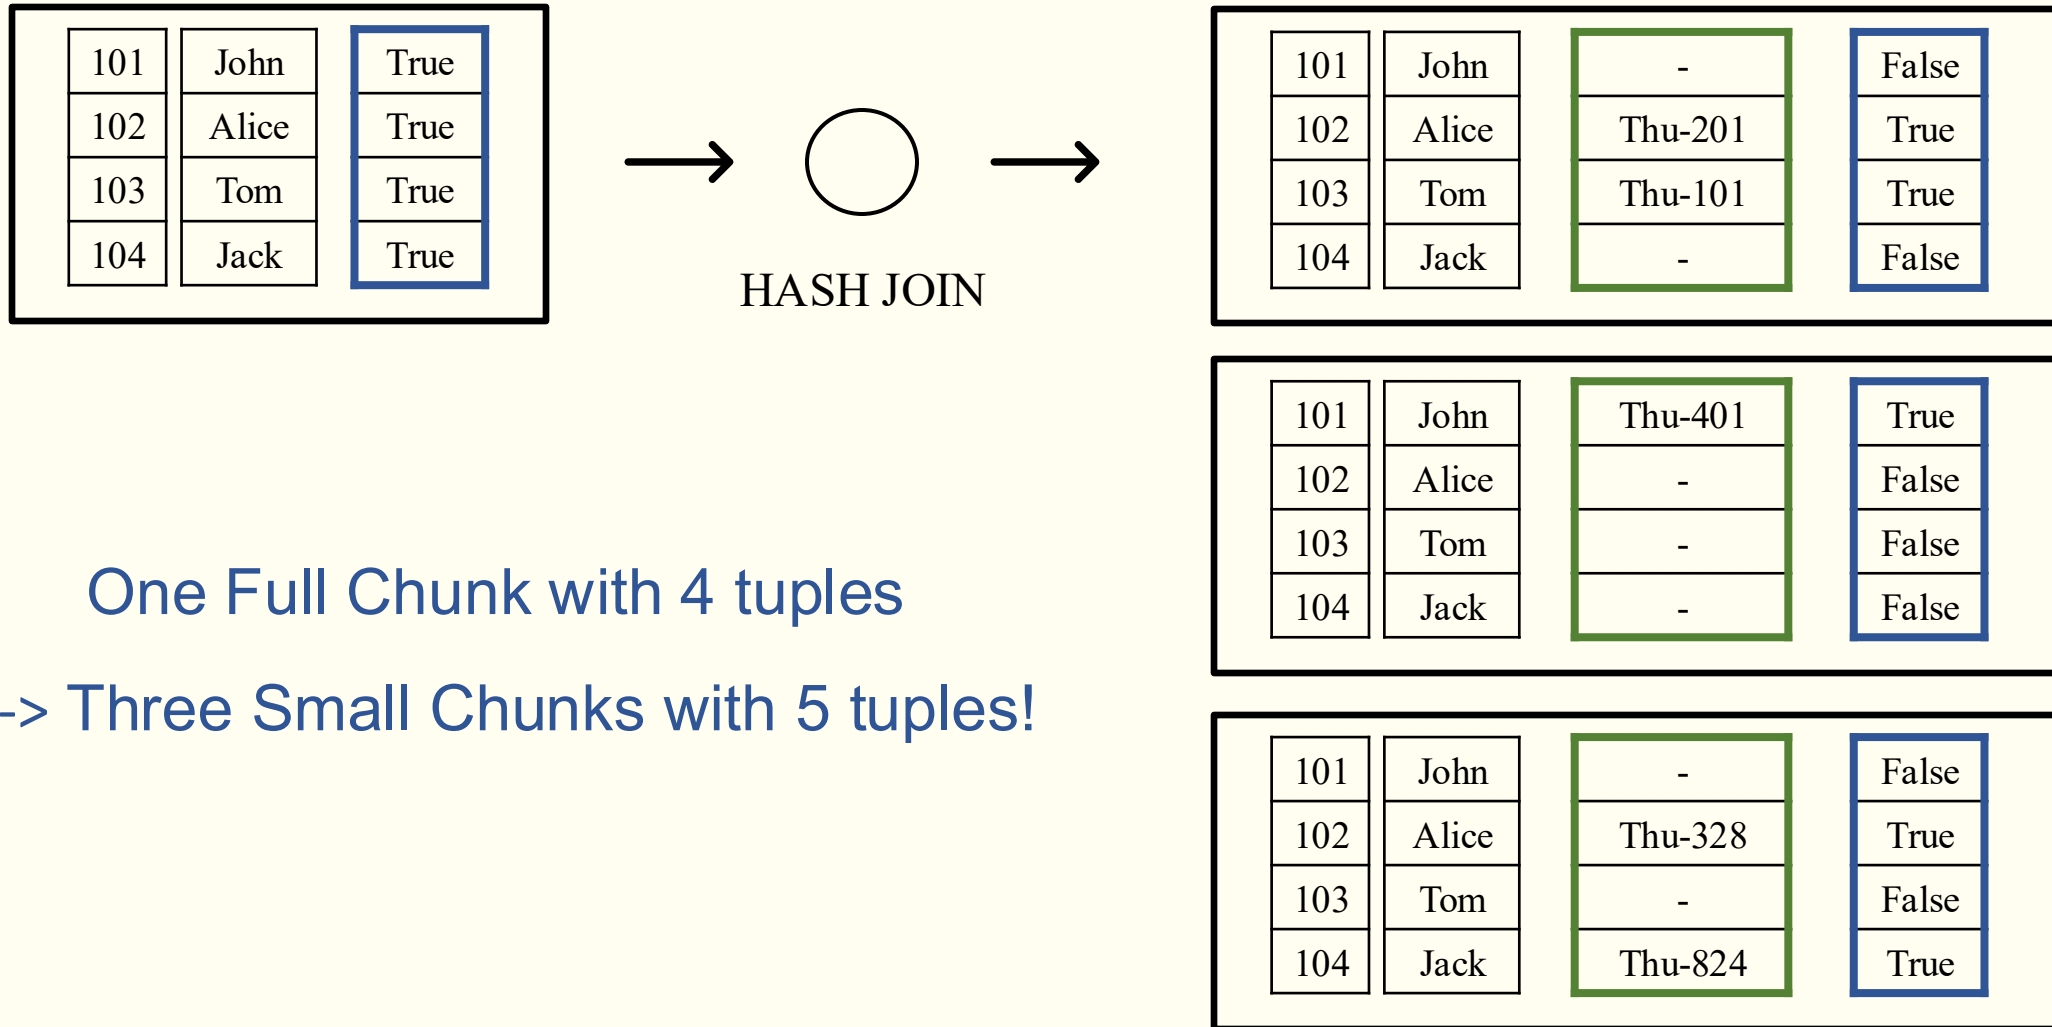 101 John True
102 Alice True
103 Tom True
104 Jack True
HASH JOIN
One Full Chunk with 4 tuples
-> Three Small Chunks with 5 tuples!
101 John - False
102 Alice Thu-201 True
103 Tom Thu-101 True
104 Jack - False
101 John Thu-401 True
102 Alice - False
103 Tom - False
104 Jack - False
101 John - False
102 Alice Thu-328 True
103 Tom - False
104 Jack Thu-824 True